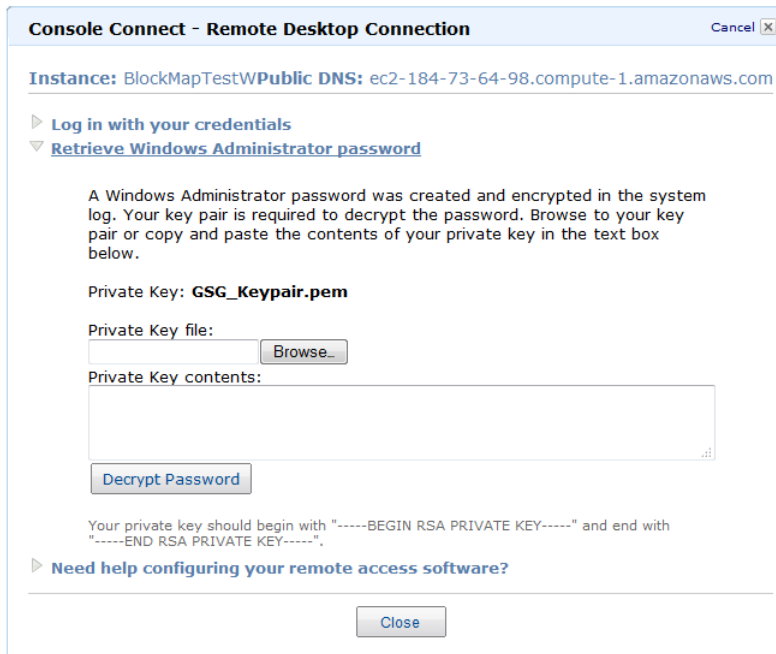 Console Connect - Remote Desktop Connection Cancel
Instance: BlockMapTestWPublic DNS: ec2-184-73-64-98.compute-1.amazonaws.com
Log in with your credentials
Retrieve Windows Administrator password
A Windows Administrator password was created and encrypted in the system
log. Your key pair is required to decrypt the password. Browse to your key
pair or copy and paste the contents of your private key in the text box
below.
Private Key: GSG_Keypair.pem
Private Key file:
Browse...
Private Key contents:
Decrypt Password
Your private key should begin with "-----BEGIN RSA PRIVATE KEY-----" and end with
"-----END RSA PRIVATE KEY-----".
Need help configuring your remote access software?
Close